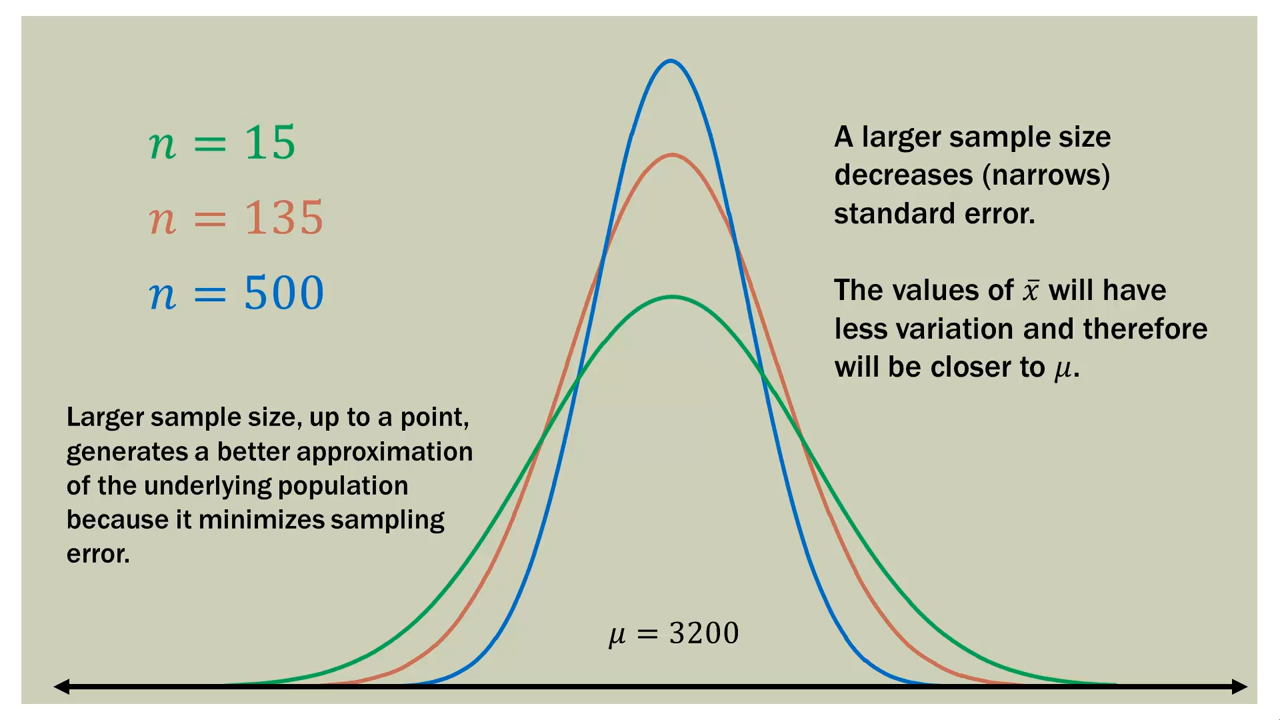 n = 15
n = 135
n = 500
A larger sample size
decreases (narrows)
standard error.
The values of x̄ will have
less variation and therefore
will be closer to μ.
Larger sample size, up to a point,
generates a better approximation
of the underlying population
because it minimizes sampling
error.
μ = 3200